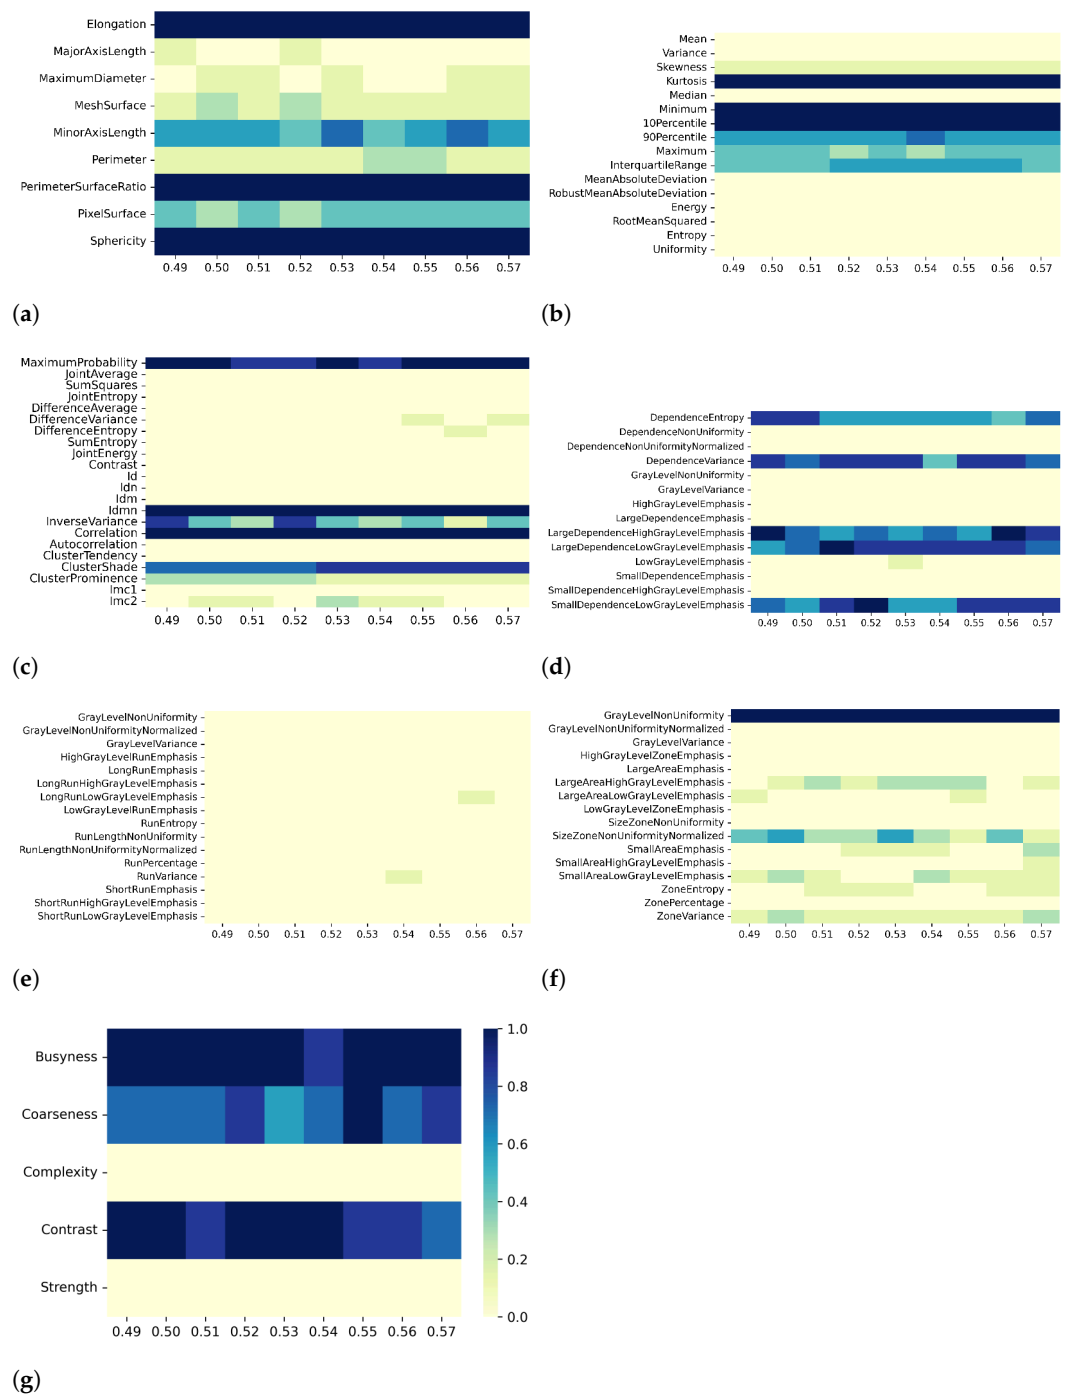 Elongation
MajorAxisLength
MaximumDiameter
MeshSurface
MinorAxisLength
Perimeter
PerimeterSurfaceRatio
PixelSurface
Sphericity
0.49 0.50 0.51 0.52 0.53 0.54 0.55 0.56 0.57
(a)
Mean
Variance
Skewness
Kurtosis
Median
Minimum
10Percentile
90Percentile
Maximum
InterquartileRange
MeanAbsoluteDeviation
RobustMeanAbsoluteDeviation
Energy
RootMeanSquared
Entropy
Uniformity
0.49 0.50 0.51 0.52 0.53 0.54 0.55 0.56 0.57
(b)
MaximumProbability
JointAverage
SumSquares
JointEntropy
DifferenceAverage
DifferenceVariance
DifferenceEntropy
SumEntropy
JointEnergy
Contrast
Id
Idn
Idm
Idmn
InverseVariance
Correlation
Autocorrelation
ClusterTendency
ClusterShade
ClusterProminence
Imc1
Imc2
0.49 0.50 0.51 0.52 0.53 0.54 0.55 0.56 0.57
(c)
DependenceEntropy
DependenceNonUniformity
DependenceNonUniformityNormalized
DependenceVariance
GrayLevelNonUniformity
GrayLevelVariance
HighGrayLevelEmphasis
LargeDependenceEmphasis
LargeDependenceHighGrayLevelEmphasis
LargeDependenceLowGrayLevelEmphasis
LowGrayLevelEmphasis
SmallDependenceEmphasis
SmallDependenceHighGrayLevelEmphasis
SmallDependenceLowGrayLevelEmphasis
0.49 0.50 0.51 0.52 0.53 0.54 0.55 0.56 0.57
(d)
GrayLevelNonUniformity
GrayLevelNonUniformityNormalized
GrayLevelVariance
HighGrayLevelRunEmphasis
LongRunEmphasis
LongRunHighGrayLevelEmphasis
LongRunLowGrayLevelEmphasis
LowGrayLevelRunEmphasis
RunEntropy
RunLengthNonUniformity
RunLengthNonUniformityNormalized
RunPercentage
RunVariance
ShortRunEmphasis
ShortRunHighGrayLevelEmphasis
ShortRunLowGrayLevelEmphasis
0.49 0.50 0.51 0.52 0.53 0.54 0.55 0.56 0.57
(e)
GrayLevelNonUniformity
GrayLevelNonUniformityNormalized
GrayLevelVariance
HighGrayLevelZoneEmphasis
LargeAreaEmphasis
LargeAreaHighGrayLevelEmphasis
LargeAreaLowGrayLevelEmphasis
LowGrayLevelZoneEmphasis
SizeZoneNonUniformity
SizeZoneNonUniformityNormalized
SmallAreaEmphasis
SmallAreaHighGrayLevelEmphasis
SmallAreaLowGrayLevelEmphasis
ZoneEntropy
ZonePercentage
ZoneVariance
0.49 0.50 0.51 0.52 0.53 0.54 0.55 0.56 0.57
(f)
Busyness
Coarseness
Complexity
Contrast
Strength
0.49 0.50 0.51 0.52 0.53 0.54 0.55 0.56 0.57
1.0
0.8
0.6
0.4
0.2
0.0
(g)